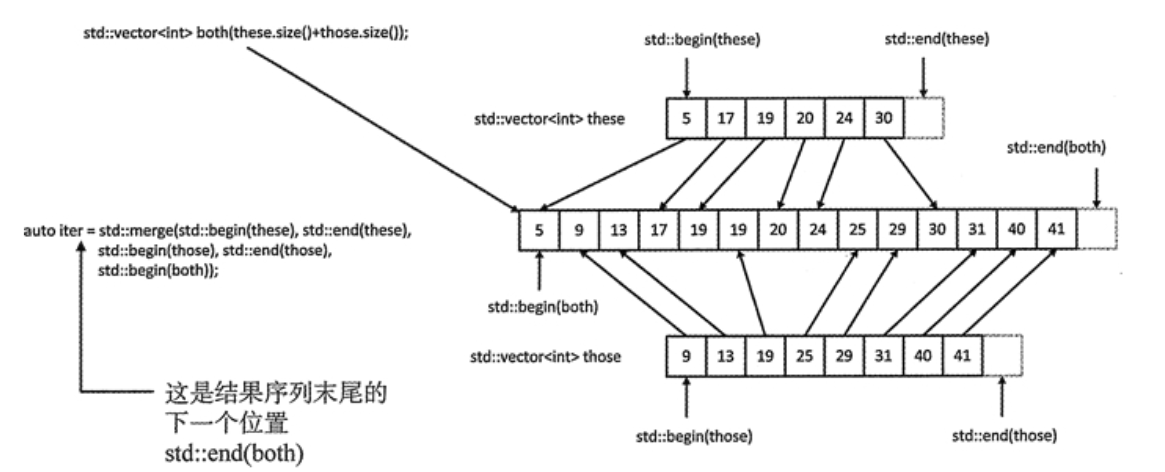 std::vector<int> both(these.size()+those.size());
std::begin(these)
std::end(these)
std::vector<int> these
5 17 19 20 24 30
std::end(both)
5 9 13 17 19 19 20 24 25 29 30 31 40 41
auto iter = std::merge(std::begin(these), std::end(these),
std::begin(those), std::end(those),
std::begin(both));
std::begin(both)
std::vector<int> those
9 13 19 25 29 31 40 41
这是结果序列末尾的
下一个位置
std::end(both)
std::begin(those)
std::end(those)